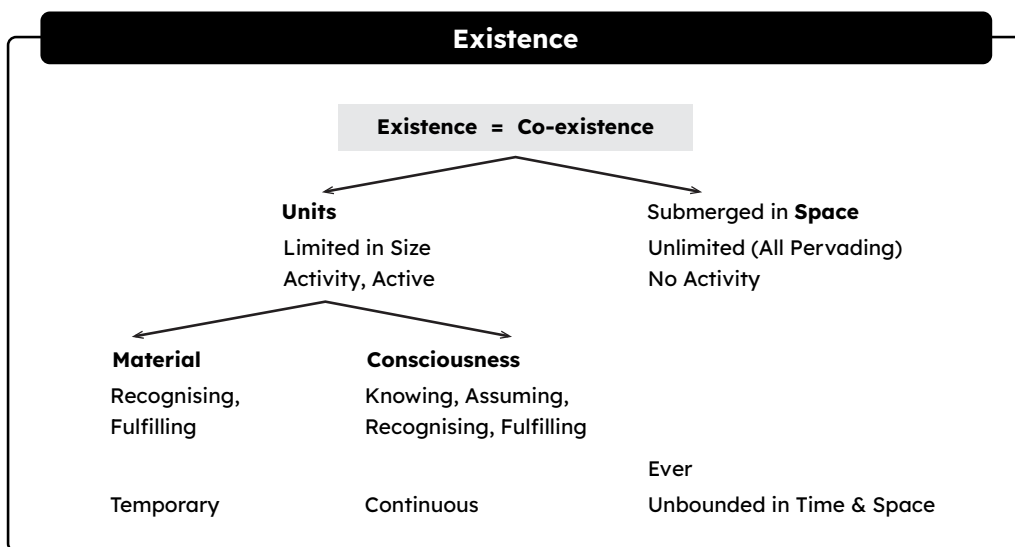 Existence
Existence = Co-existence
Units
Limited in Size
Activity, Active
Submerged in Space
Unlimited (All Pervading)
No Activity
Material
Recognising,
Fulfilling
Consciousness
Knowing, Assuming,
Recognising, Fulfilling
Temporary
Continuous
Ever
Unbounded in Time & Space